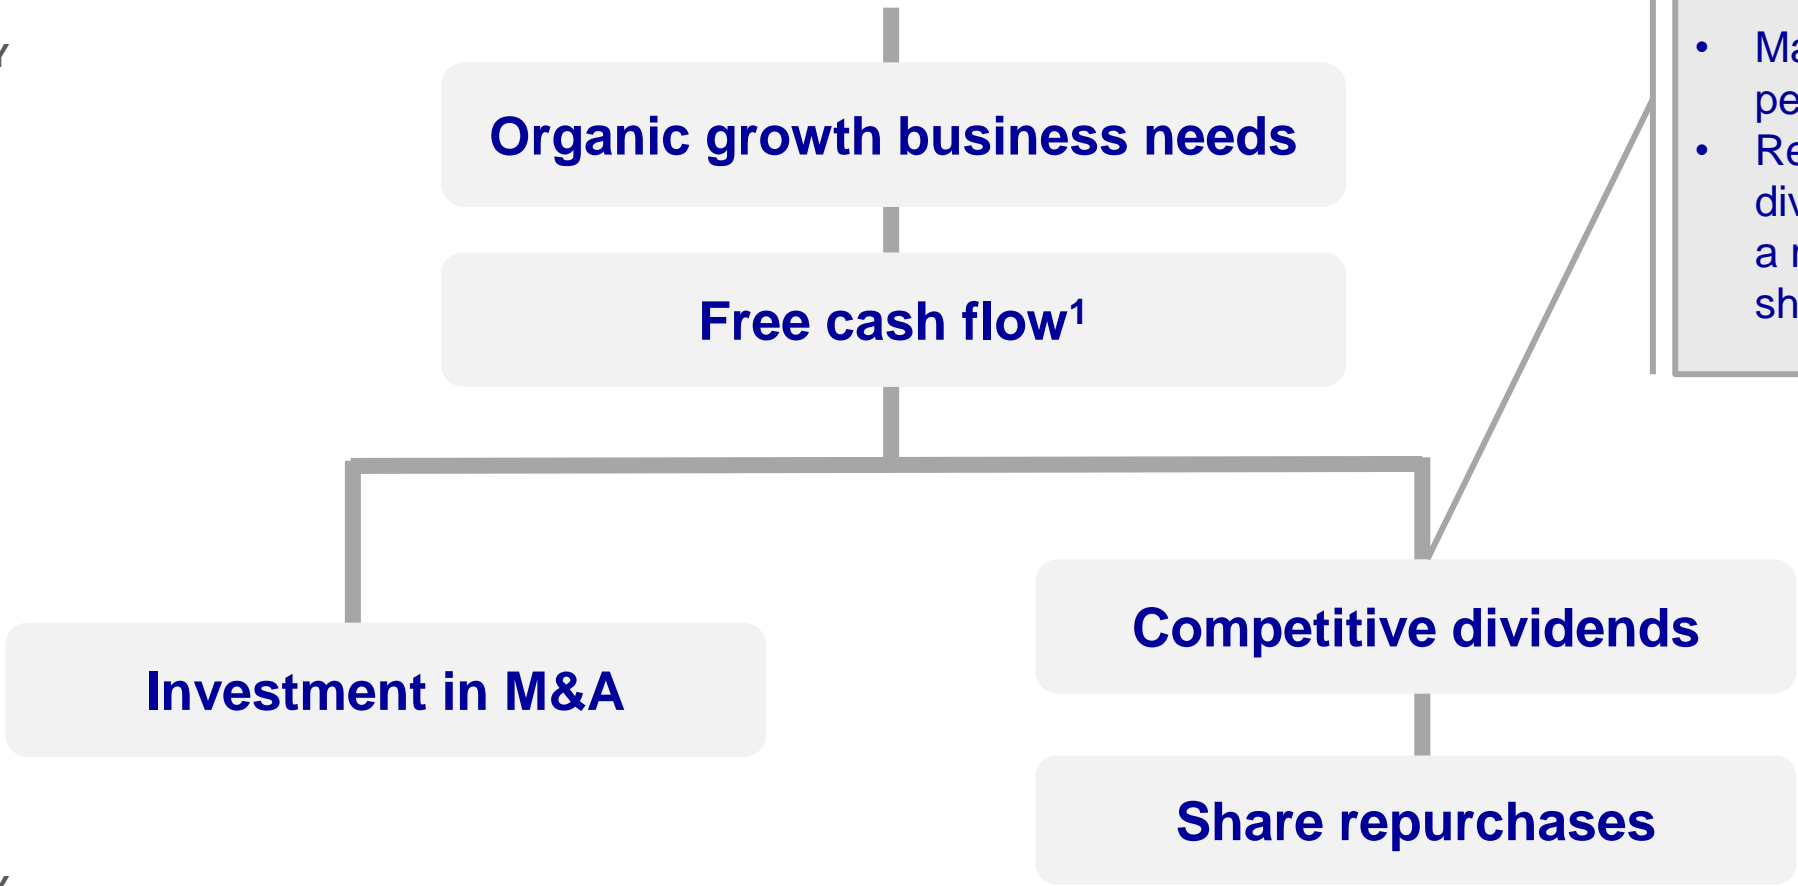 Y
Organic growth business needs
Free cash flow1
Investment in M&A
Competitive dividends
Share repurchases
•
•
a
Y